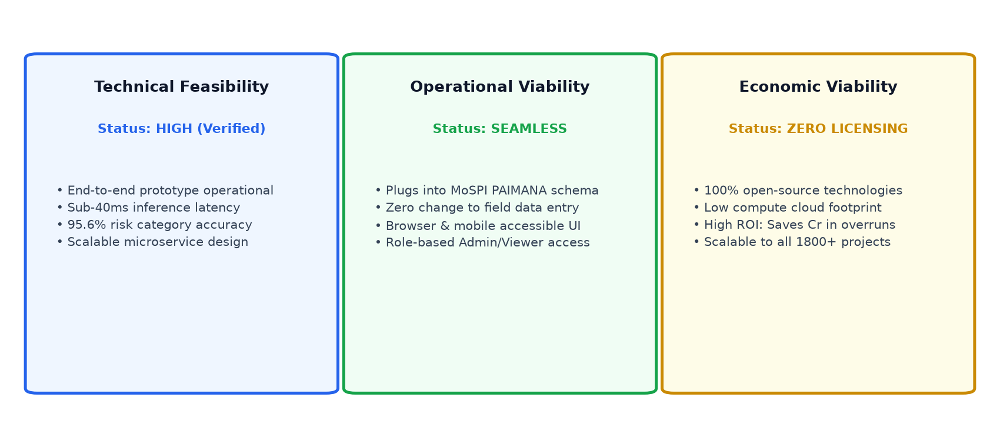 Technical Feasibility
Status: HIGH (Verified)
• End-to-end prototype operational
• Sub-40ms inference latency
• 95.6% risk category accuracy
• Scalable microservice design
Operational Viability
Status: SEAMLESS
• Plugs into MoSPI PAIMANA schema
• Zero change to field data entry
• Browser & mobile accessible UI
• Role-based Admin/Viewer access
Economic Viability
Status: ZERO LICENSING
• 100% open-source technologies
• Low compute cloud footprint
• High ROI: Saves Cr in overruns
• Scalable to all 1800+ projects